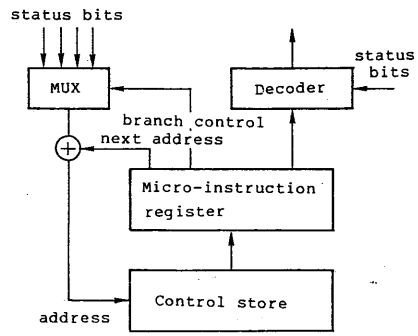 status bits
MUX
Decoder
status
bits
branch control
next address
+
Micro-instruction
register
address
Control store